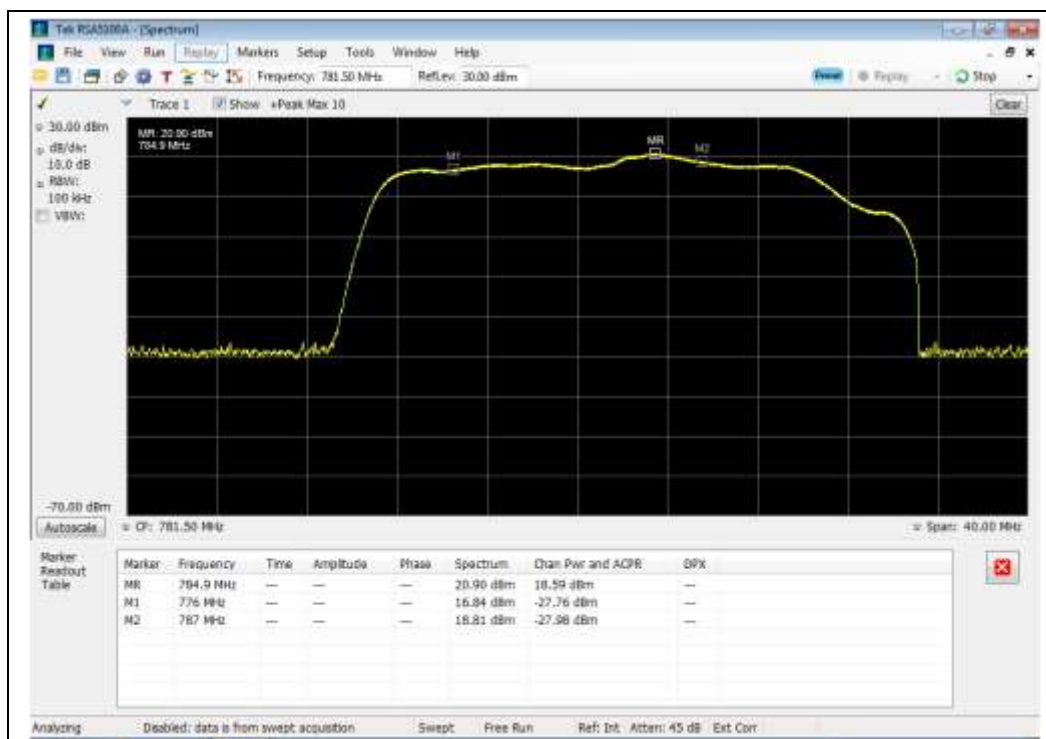 Tek RSA5106A - [Spectrum]
File View Run Replay Markers Setup Tools Window Help
Frequency: 781.50 MHz RefLev: 30.00 dBm Preset Replay Stop
Trace 1 Show +Peak Max 10 Clear
30.00 dBm
dB/div:
10.0 dB
RBW:
100 kHz
VBW:
MR: 20.90 dBm
784.9 MHz
M1
MR
M2
-70.00 dBm
Autoscale CF: 781.50 MHz Span: 40.00 MHz
Marker Readout Table
Marker Frequency Time Amplitude Phase Spectrum Chan Pwr and ACPR DPX
MR 784.9 MHz --- --- --- 20.90 dBm 18.59 dBm ---
M1 776 MHz --- --- --- 16.84 dBm -27.76 dBm ---
M2 787 MHz --- --- --- 18.81 dBm -27.98 dBm ---
Analyzing Disabled: data is from swept acquisition Swept Free Run Ref: Int Atten: 45 dB Ext Corr